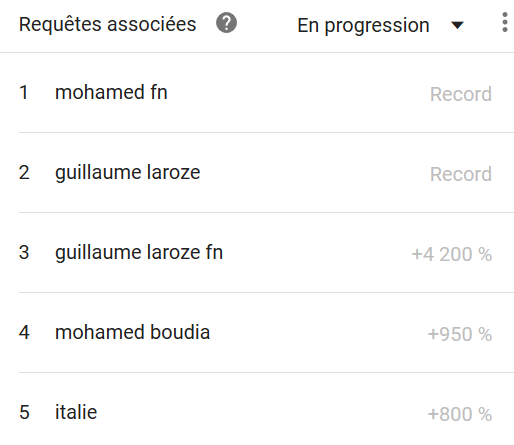 Requêtes associées ? En progression
1 mohamed fn Record
2 guillaume laroze Record
3 guillaume laroze fn +4 200 %
4 mohamed boudia +950 %
5 italie +800 %